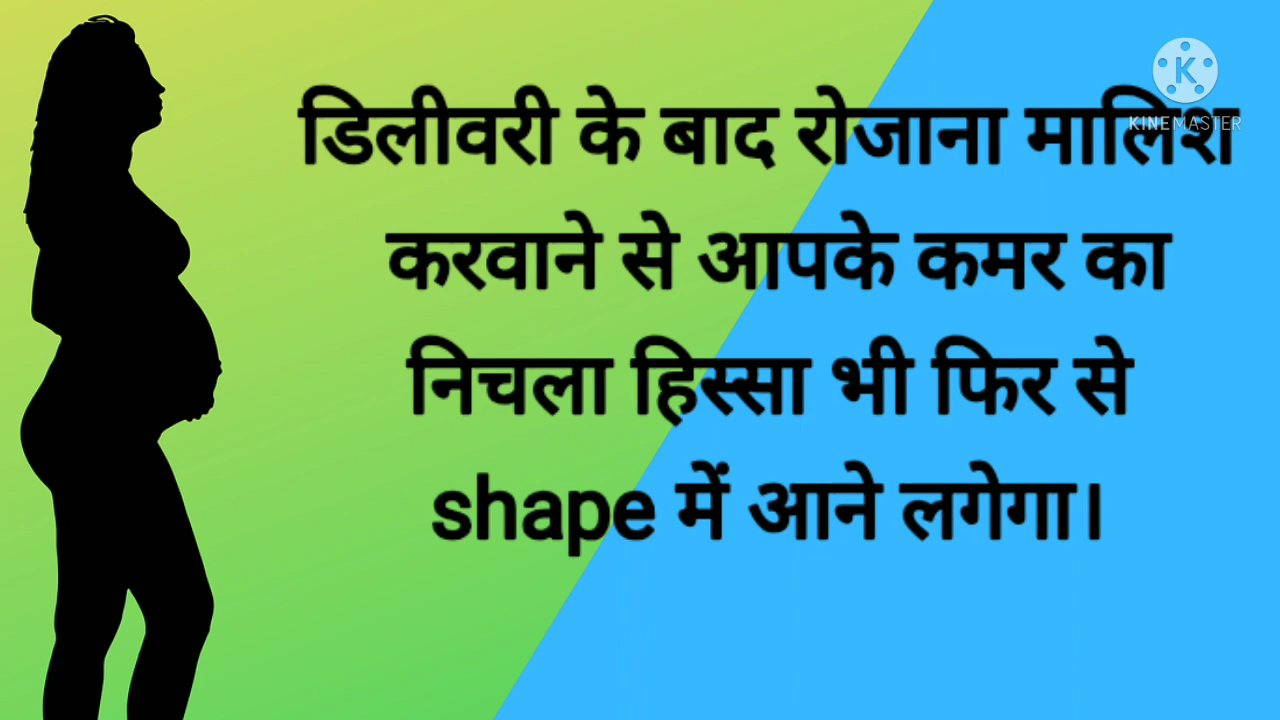 डिलीवरी के बाद रोजाना मालिश
करवाने से आपके कमर का
निचला हिस्सा भी फिर से
shape में आने लगेगा।
K
KINEMASTER